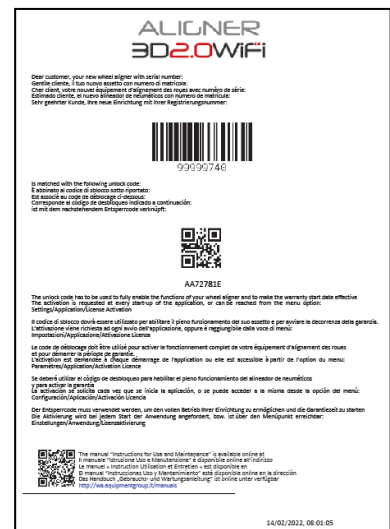 ALIGNER
3D2.0WiFi
Dear customer, your new wheel aligner with serial number:
Gentile cliente, il tuo nuovo assetto con numero di matricola:
Cher client, votre nouvel équipement d'alignement des roues avec numéro de série:
Estimado cliente, el nuevo alineador de neumáticos con número de matrícula:
Sehr geehrter Kunde, Ihre neue Einrichtung mit Ihrer Registrierungsnummer:
99999740
Is matched with the following unlock code:
È abbinato al codice di sblocco sotto riportato:
Est associé au code de déblocage ci-dessous:
Corresponde al código de desbloqueo indicado a continuación:
ist mit dem nachstehendem Entsperrcode verknüpft:
AA72781E
The unlock code has to be used to fully enable the functions of your wheel aligner and to make the warranty start date effective
The activation is requested at every start-up of the application, or can be reached from the menu option:
Settings/Application/License Activation
Il codice di sblocco dovrà essere utilizzato per abilitare il pieno funzionamento del suo assetto e per avviare la decorrenza della garanzia.
L'attivazione viene richiesta ad ogni avvio dell'applicazione, oppure è raggiungibile dalla voce di menù:
Impostazioni/Applicazione/Attivazione Licenza
Le code de déblocage doit être utilisé pour activer le fonctionnement complet de votre équipement d'alignement des roues
et pour démarrer la période de garantie.
L'activation est demandée à chaque démarrage de l'application ou elle est accessible à partir de l'option du menu:
Paramètres/Application/Activation Licence
Se deberá utilizar el código de desbloqueo para habilitar el pleno funcionamiento del alineador de neumáticos
y para activar la garantía
La activación se solicita cada vez que se inicia la aplicación, o se puede acceder a la misma desde la opción del menú:
Configuración/Aplicación/Activación Licencia
Der Entsperrcode muss verwendet werden, um den vollen Betrieb Ihrer Einrichtung zu ermöglichen und die Garantiezeit zu starten
Die Aktivierung wird bei jedem Start der Anwendung angefordert, bzw. ist über den Menüpunkt erreichbar:
Einstellungen/Anwendung/Lizenzaktivierung
The manual "Instructions for Use and Maintenance" is available online at
Il manuale "Istruzione Uso e Manutenzione" è disponibile online all'indirizzo
Le manuel « Instruction Utilisation et Entretien » est disponible en
El manual "Instrucciones Uso y Mantenimiento" está disponible online en la dirección
Das Handbuch „Gebrauchs- und Wartungsanleitung" ist online unter verfügbar
http://wa.equipmentgroup.it/manuals
14/02/2022, 08:01:05